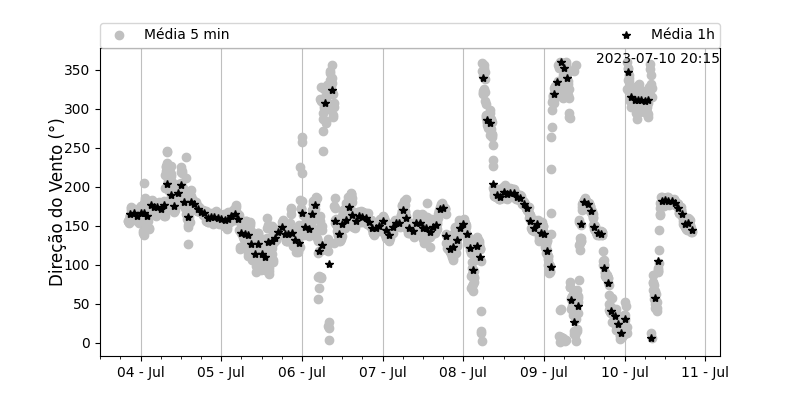 Média 5 min
Média 1h
2023-07-10 20:15
Direção do Vento (°)
350
300
250
200
150
100
50
0
04 - Jul
05 - Jul
06 - Jul
07 - Jul
08 - Jul
09 - Jul
10 - Jul
11 - Jul